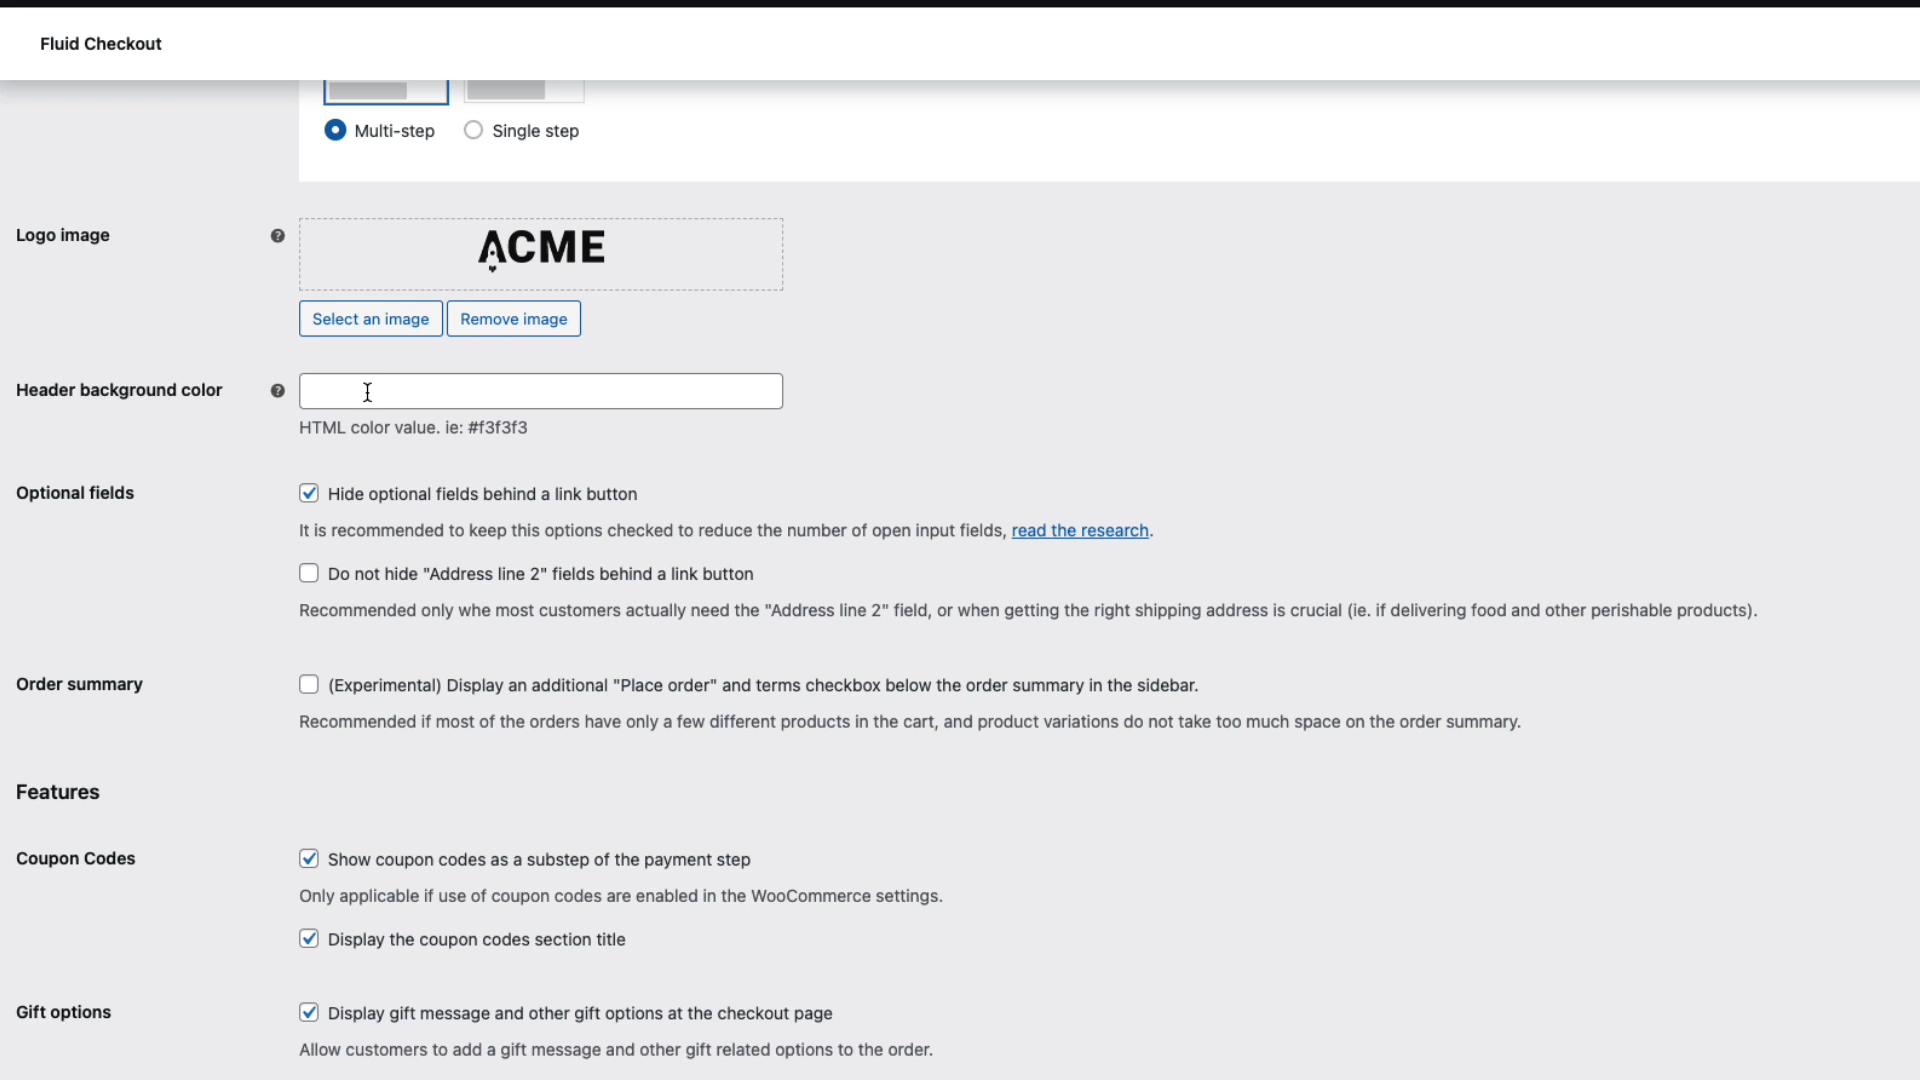 Fluid Checkout
Multi-step Single step
Logo image
ACME
Select an image Remove image
Header background color
HTML color value. ie: #f3f3f3
Optional fields
Hide optional fields behind a link button
It is recommended to keep this options checked to reduce the number of open input fields, read the research.
Do not hide "Address line 2" fields behind a link button
Recommended only whe most customers actually need the "Address line 2" field, or when getting the right shipping address is crucial (ie. if delivering food and other perishable products).
Order summary
(Experimental) Display an additional "Place order" and terms checkbox below the order summary in the sidebar.
Recommended if most of the orders have only a few different products in the cart, and product variations do not take too much space on the order summary.
Features
Coupon Codes
Show coupon codes as a substep of the payment step
Only applicable if use of coupon codes are enabled in the WooCommerce settings.
Display the coupon codes section title
Gift options
Display gift message and other gift options at the checkout page
Allow customers to add a gift message and other gift related options to the order.